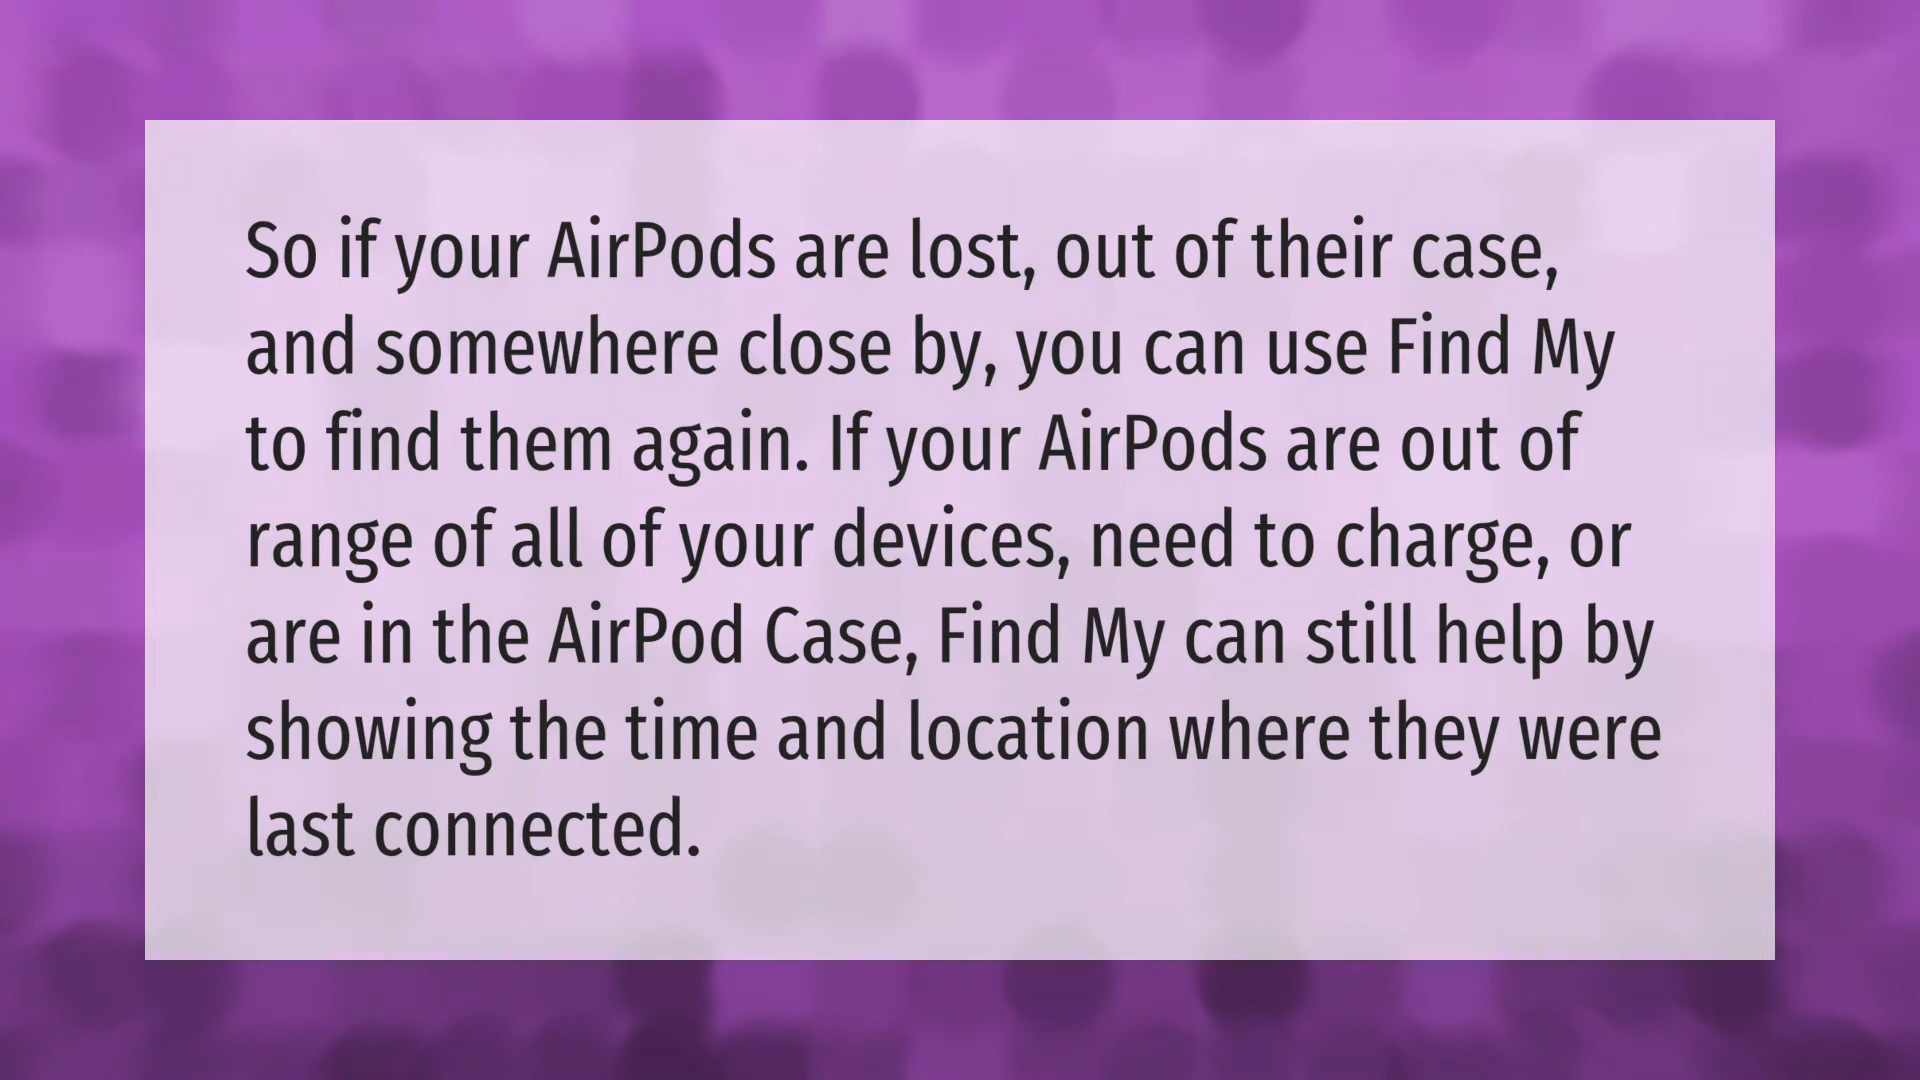 So if your AirPods are lost, out of their case,
and somewhere close by, you can use Find My
to find them again. If your AirPods are out of
range of all of your devices, need to charge, or
are in the AirPod Case, Find My can still help by
showing the time and location where they were
last connected.